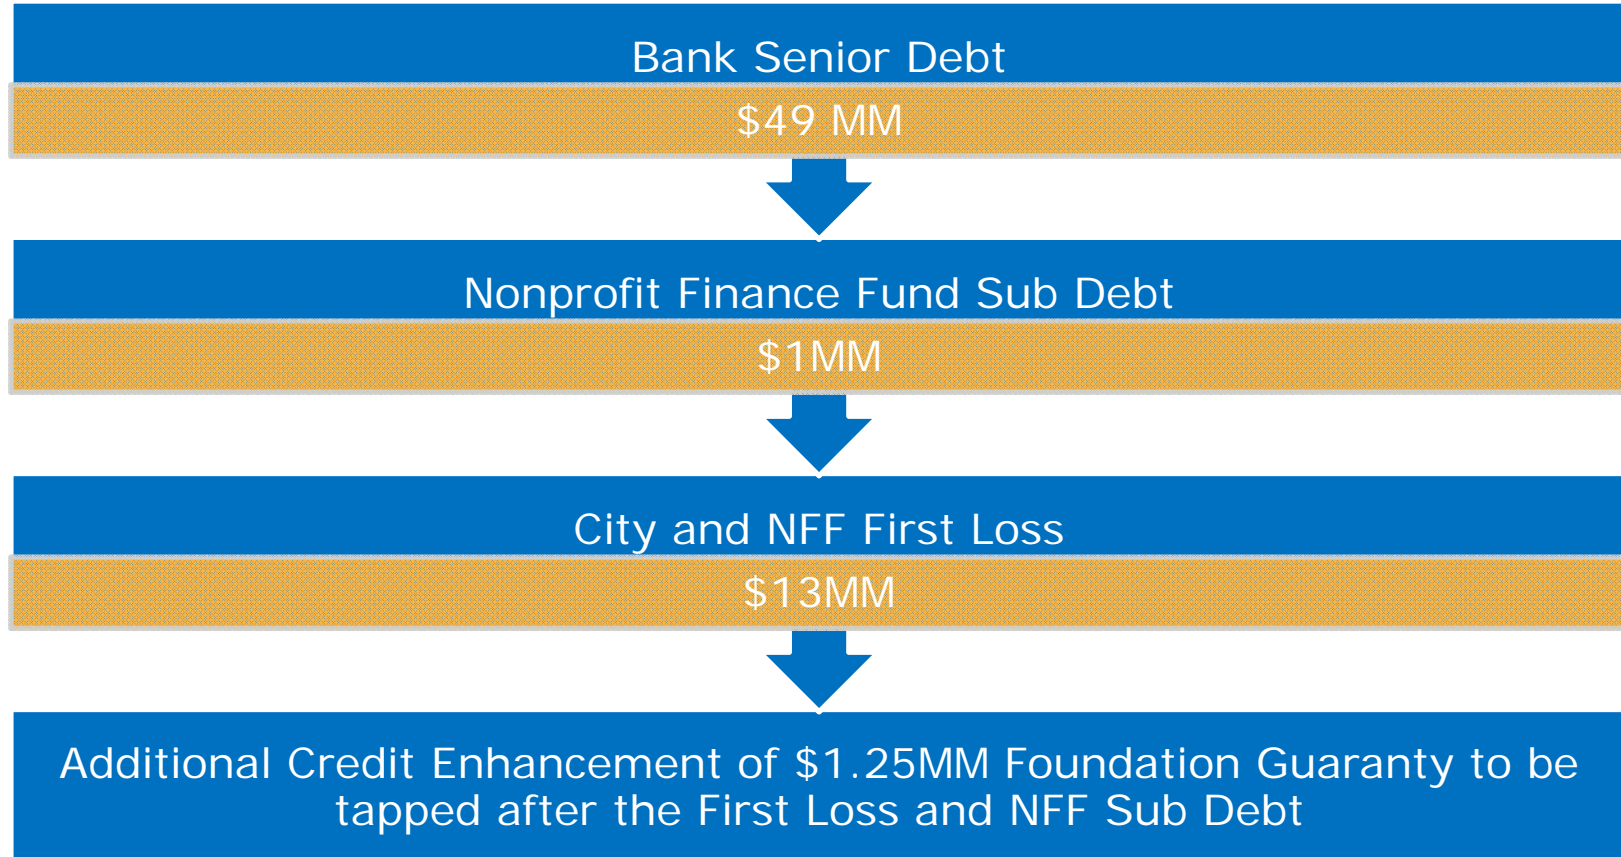 Bank Senior Debt
$49 MM
Nonprofit Finance Fund Sub Debt
$1MM
City and NFF First Loss
$13MM
Additional Credit Enhancement of $1.25MM Foundation Guaranty to be
tapped after the First Loss and NFF Sub Debt